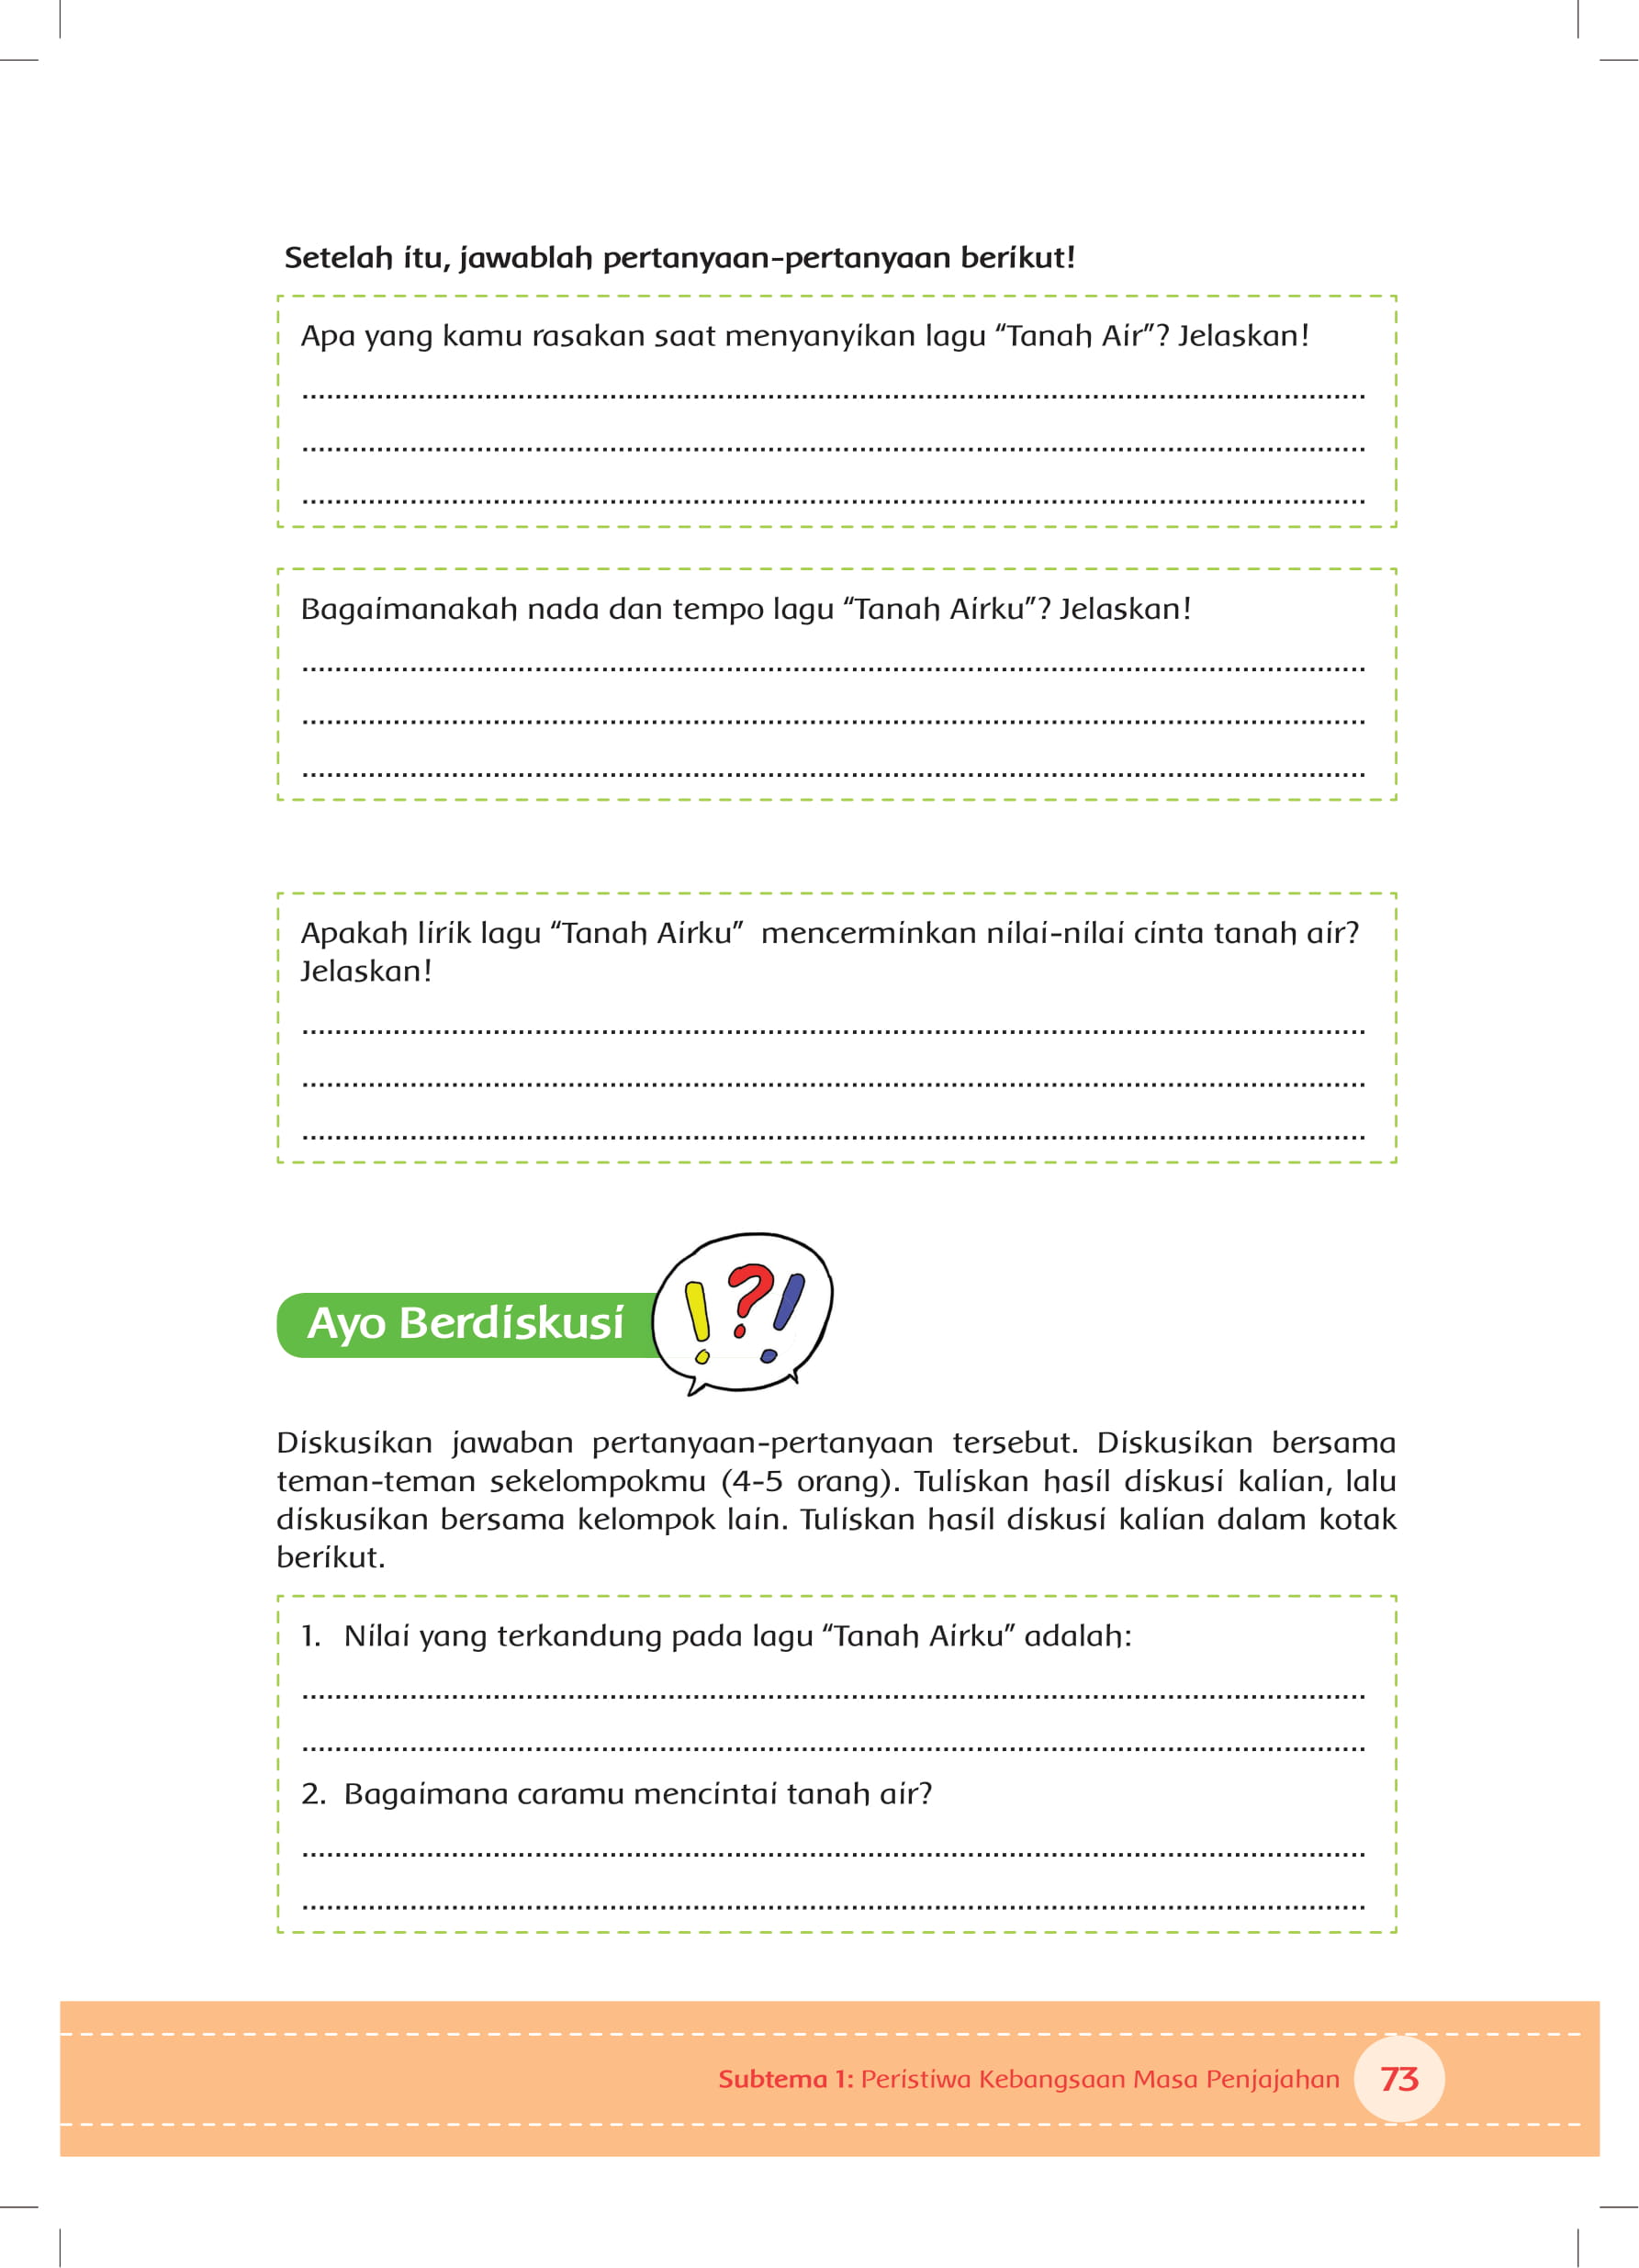 Setelah itu, jawablah pertanyaan-pertanyaan berikut!
Apa yang kamu rasakan saat menyanyikan lagu “Tanah Air”? Jelaskan!
Bagaimanakah nada dan tempo lagu “Tanah Airku”? Jelaskan!
Apakah lirik lagu “Tanah Airku” mencerminkan nilai-nilai cinta tanah air?
Jelaskan!
Ayo Berdiskusi
!?!
Diskusikan jawaban pertanyaan-pertanyaan tersebut. Diskusikan bersama
teman-teman sekelompokmu (4-5 orang). Tuliskan hasil diskusi kalian, lalu
diskusikan bersama kelompok lain. Tuliskan hasil diskusi kalian dalam kotak
berikut.
1. Nilai yang terkandung pada lagu “Tanah Airku” adalah:
2. Bagaimana caramu mencintai tanah air?
Subtema 1: Peristiwa Kebangsaan Masa Penjajahan 73